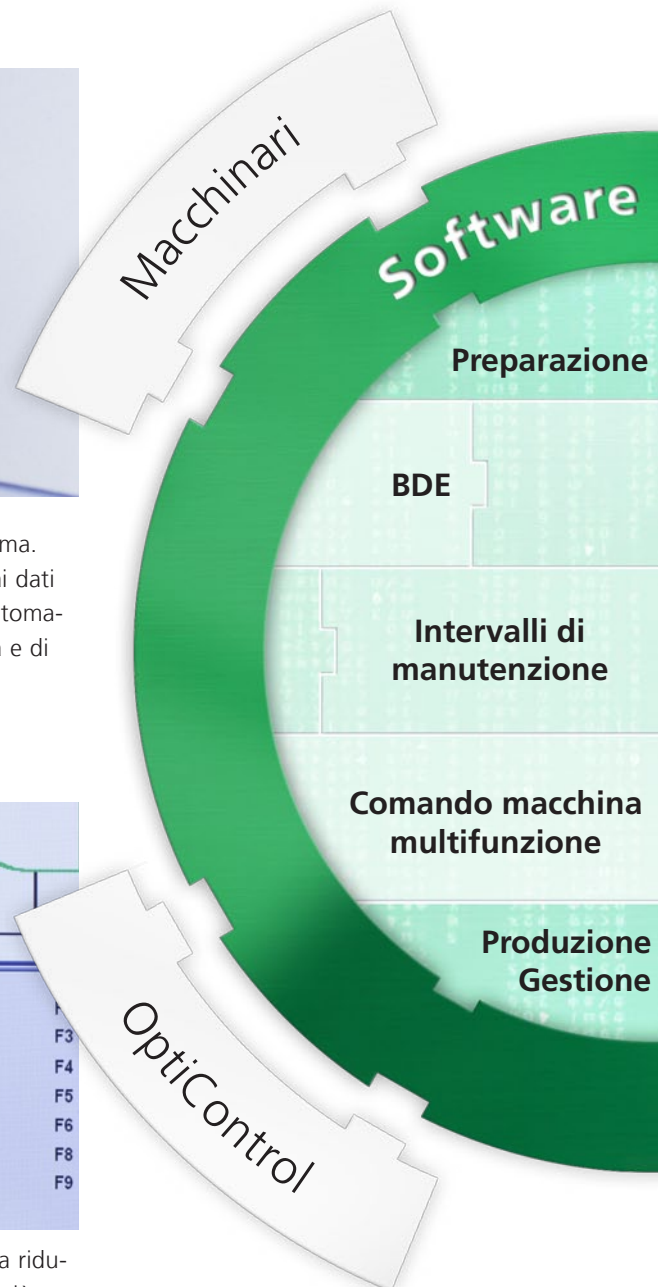 Macchinari
Software
Preparazione
BDE
Intervalli di
manutenzione
Comando macchina
multifunzione
Produzione
Gestione
OptiControl
ma.
i dati
toma-
e di
F3
F4
F5
F6
F8
F9
a ridu-